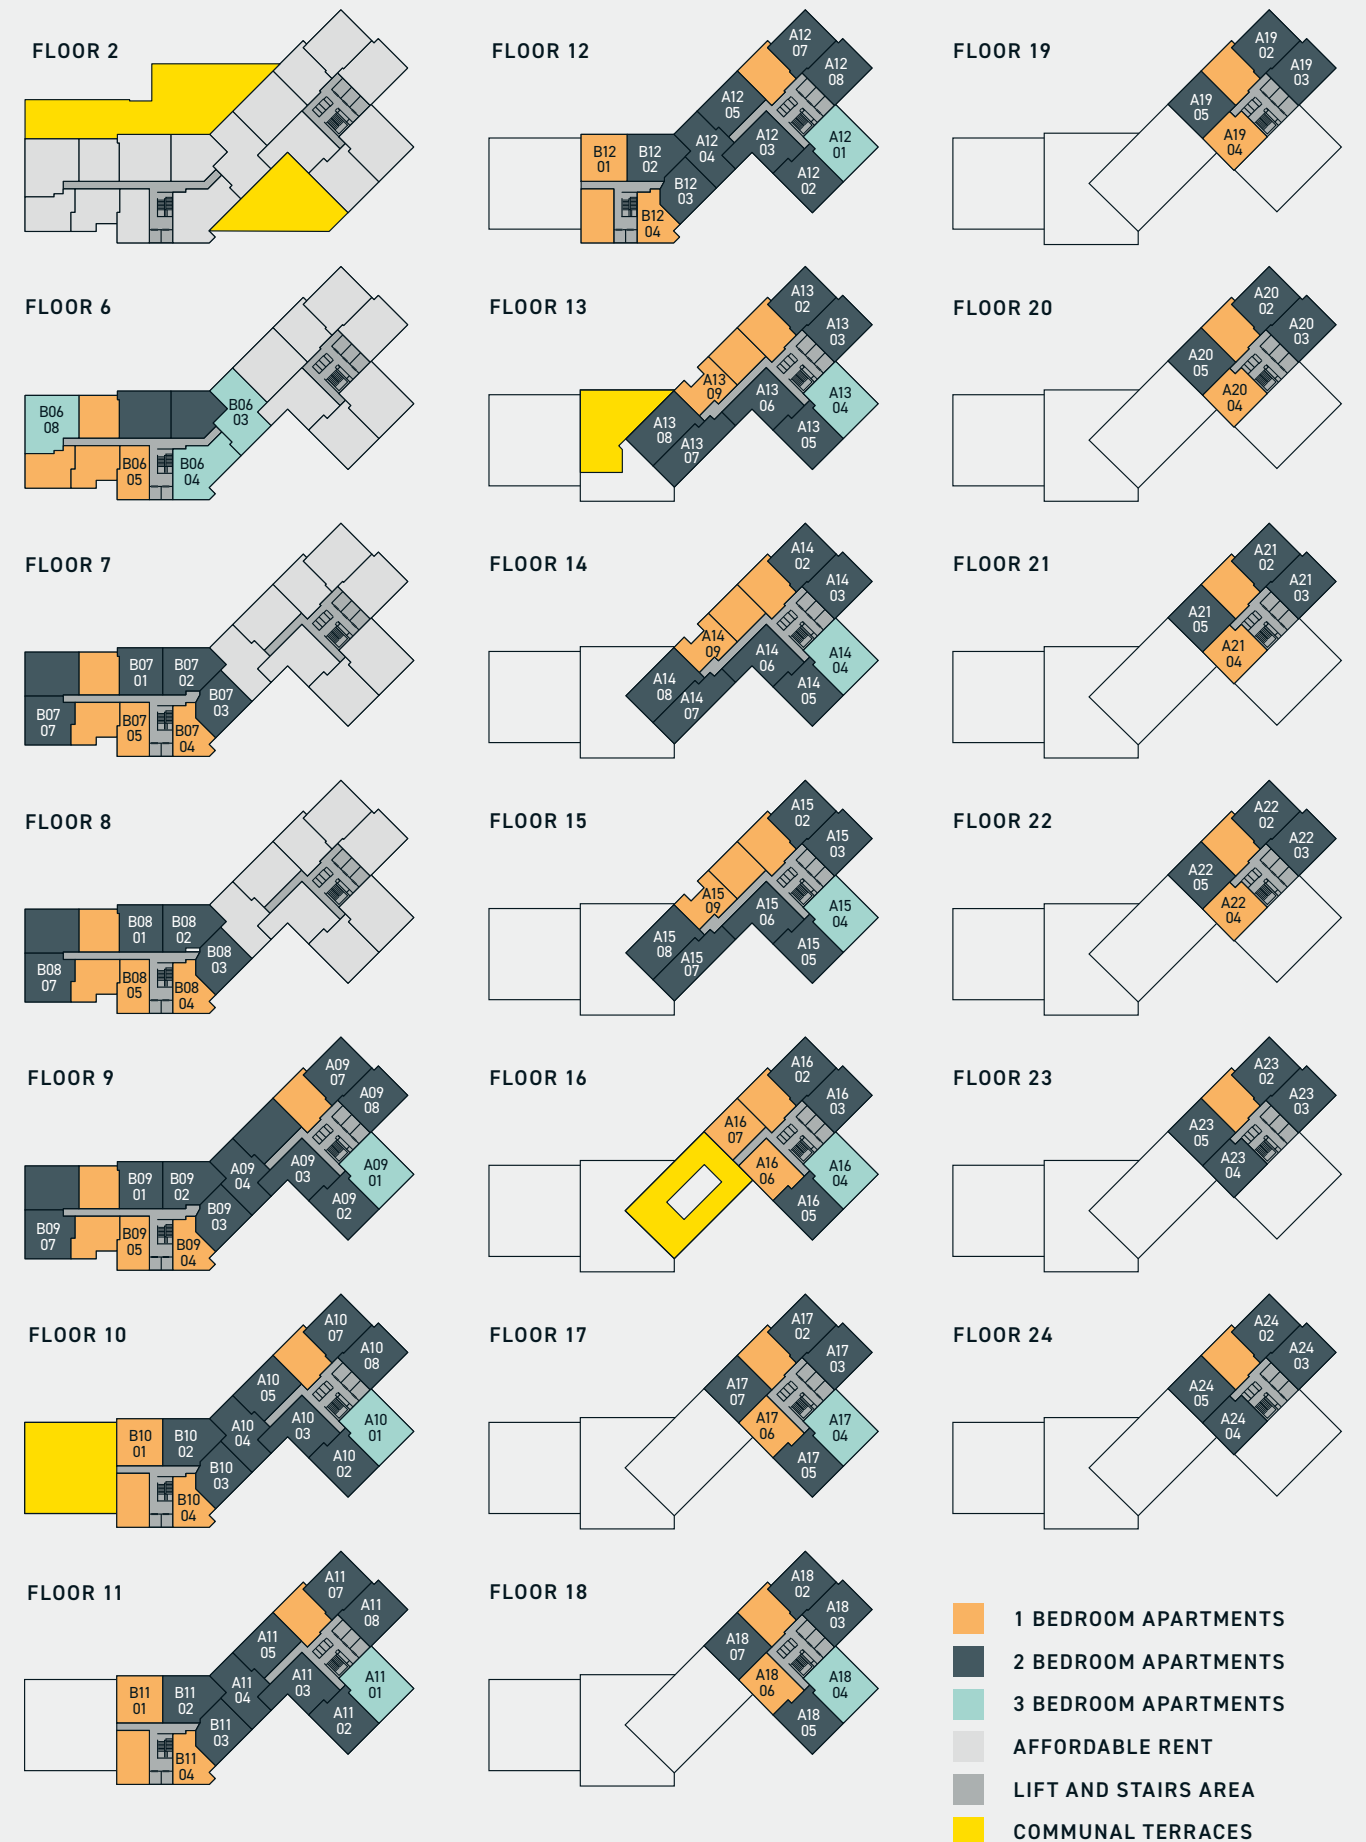 FLOOR 2
FLOOR 6
B06
08
B06
03
B06
05
B06
04
FLOOR 7
B07
01
B07
02
B07
03
B07
07
B07
05
B07
04
FLOOR 8
B08
01
B08
02
B08
03
B08
07
B08
05
B08
04
FLOOR 9
A09
07
A09
08
A09
01
A09
03
A09
04
A09
02
B09
01
B09
02
B09
03
B09
07
B09
05
B09
04
FLOOR 10
A10
07
A10
08
A10
05
A10
01
A10
03
A10
04
A10
02
B10
01
B10
02
B10
03
B10
04
FLOOR 11
A11
07
A11
08
A11
05
A11
01
A11
03
A11
04
A11
02
B11
01
B11
02
B11
03
B11
04
FLOOR 12
A12
07
A12
08
A12
05
A12
01
A12
03
A12
04
A12
02
B12
01
B12
02
B12
03
B12
04
FLOOR 13
A13
02
A13
03
A13
09
A13
06
A13
04
A13
08
A13
07
A13
05
FLOOR 14
A14
02
A14
03
A14
09
A14
06
A14
04
A14
08
A14
07
A14
05
FLOOR 15
A15
02
A15
03
A15
09
A15
06
A15
04
A15
08
A15
07
A15
05
FLOOR 16
A16
02
A16
03
A16
07
A16
06
A16
04
A16
05
FLOOR 17
A17
02
A17
03
A17
07
A17
06
A17
04
A17
05
FLOOR 18
A18
02
A18
03
A18
07
A18
06
A18
04
A18
05
FLOOR 19
A19
02
A19
03
A19
05
A19
04
FLOOR 20
A20
02
A20
03
A20
05
A20
04
FLOOR 21
A21
02
A21
03
A21
05
A21
04
FLOOR 22
A22
02
A22
03
A22
05
A22
04
FLOOR 23
A23
02
A23
03
A23
05
A23
04
FLOOR 24
A24
02
A24
03
A24
05
A24
04
1 BEDROOM APARTMENTS
2 BEDROOM APARTMENTS
3 BEDROOM APARTMENTS
AFFORDABLE RENT
LIFT AND STAIRS AREA
COMMUNAL TERRACES